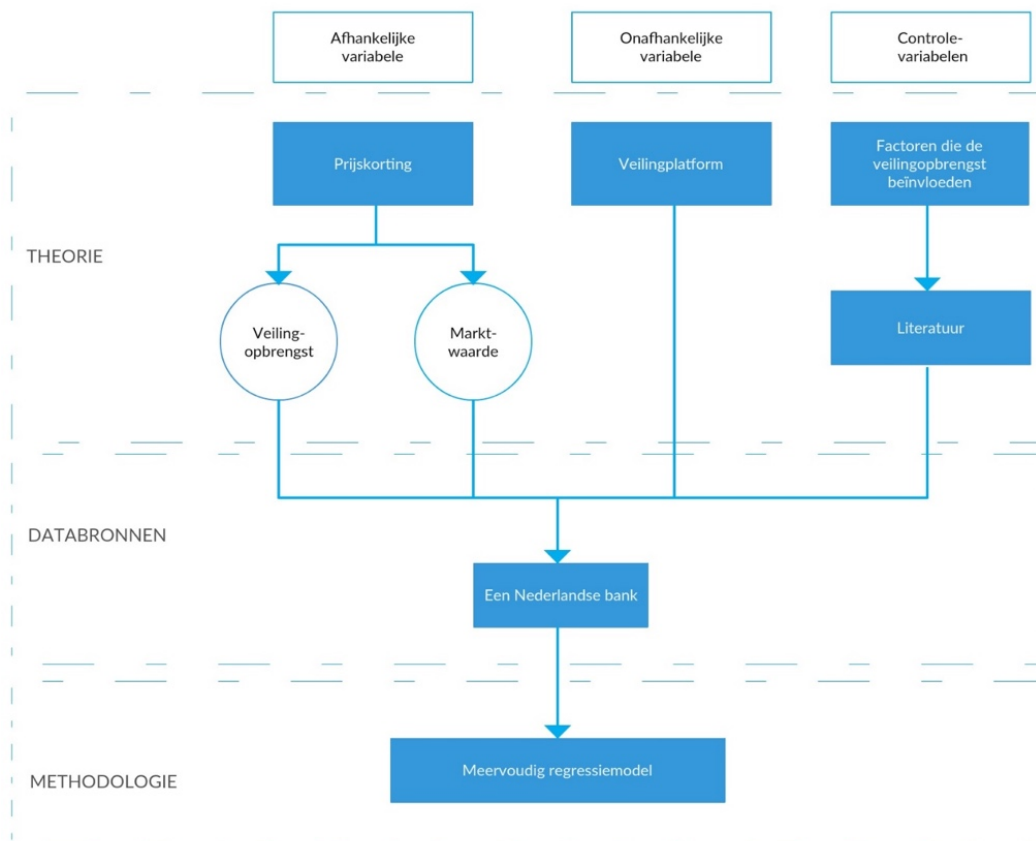 Afhankelijke
variabele
Onafhankelijke
variabele
Controle-
variabelen
Prijskorting
Veilingplatform
Factoren die de
veilingopbrengst
beïnvloeden
THEORIE
Veiling-
opbrengst
Markt-
waarde
Literatuur
DATABRONNEN
Een Nederlandse bank
METHODOLOGIE
Meervoudig regressiemodel